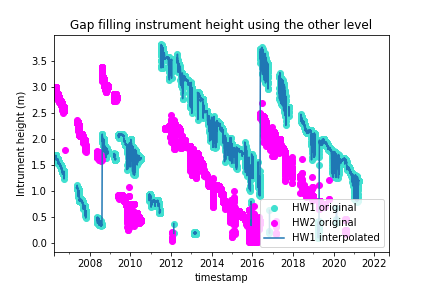 Gap filling instrument height using the other level
Intrument height (m)
3.5
3.0
2.5
2.0
1.5
1.0
0.5
0.0
HW1 original
HW2 original
HW1 interpolated
2008 2010 2012 2014 2016 2018 2020 2022
timestamp